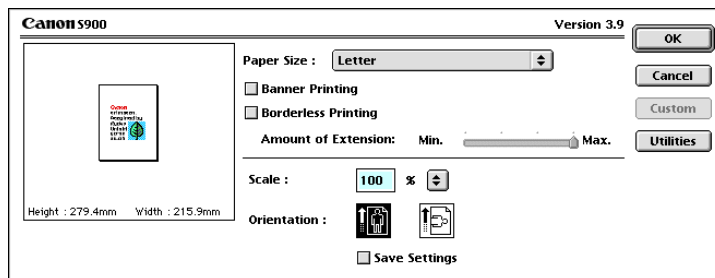 Canon S900
Version 3.9
OK
Cancel
Custom
Utilities
Paper Size : Letter
Banner Printing
Borderless Printing
Amount of Extension: Min. Max.
Canon
Height : 279.4mm Width : 215.9mm
Scale : 100 %
Orientation :
Save Settings